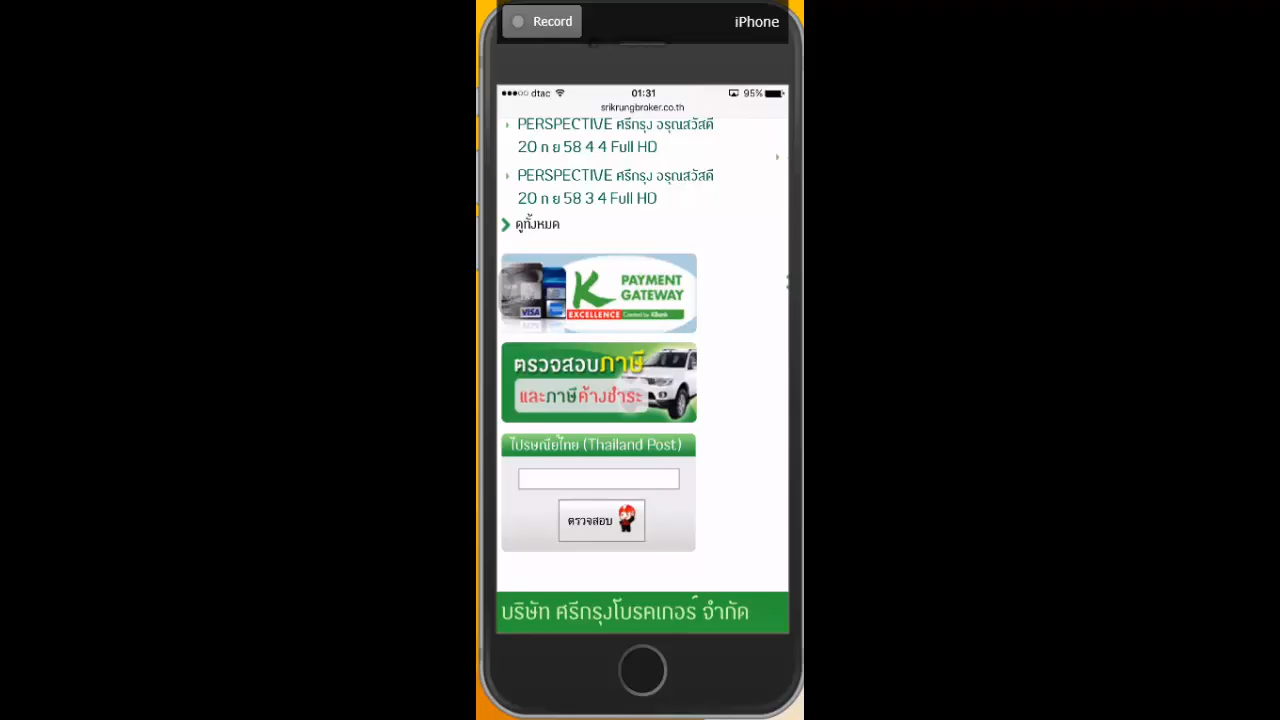 Record
iPhone
dtac 01:31 95%
srikrungbroker.co.th
PERSPECTIVE ศรีกรุง อรุณสวัสดิ์
20 ก ย 58 4 4 Full HD
PERSPECTIVE ศรีกรุง อรุณสวัสดิ์
20 ก ย 58 3 4 Full HD
ดูทั้งหมด
K PAYMENT
GATEWAY
VISA
EXCELLENCE Created by KBank
ตรวจสอบภาษี
และภาษีค้างชำระ
ไปรษณีย์ไทย (Thailand Post)
ตรวจสอบ
บริษัท ศรีกรุงโบรคเกอร์ จำกัด